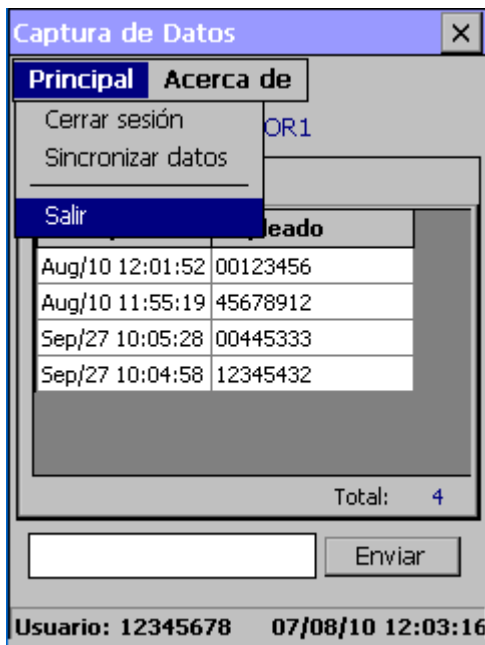 Captura de Datos
Principal Acerca de
Cerrar sesión
OR1
Sincronizar datos
Salir
leado
Aug/10 12:01:52 00123456
Aug/10 11:55:19 45678912
Sep/27 10:05:28 00445333
Sep/27 10:04:58 12345432
Total: 4
Enviar
Usuario: 12345678 07/08/10 12:03:16